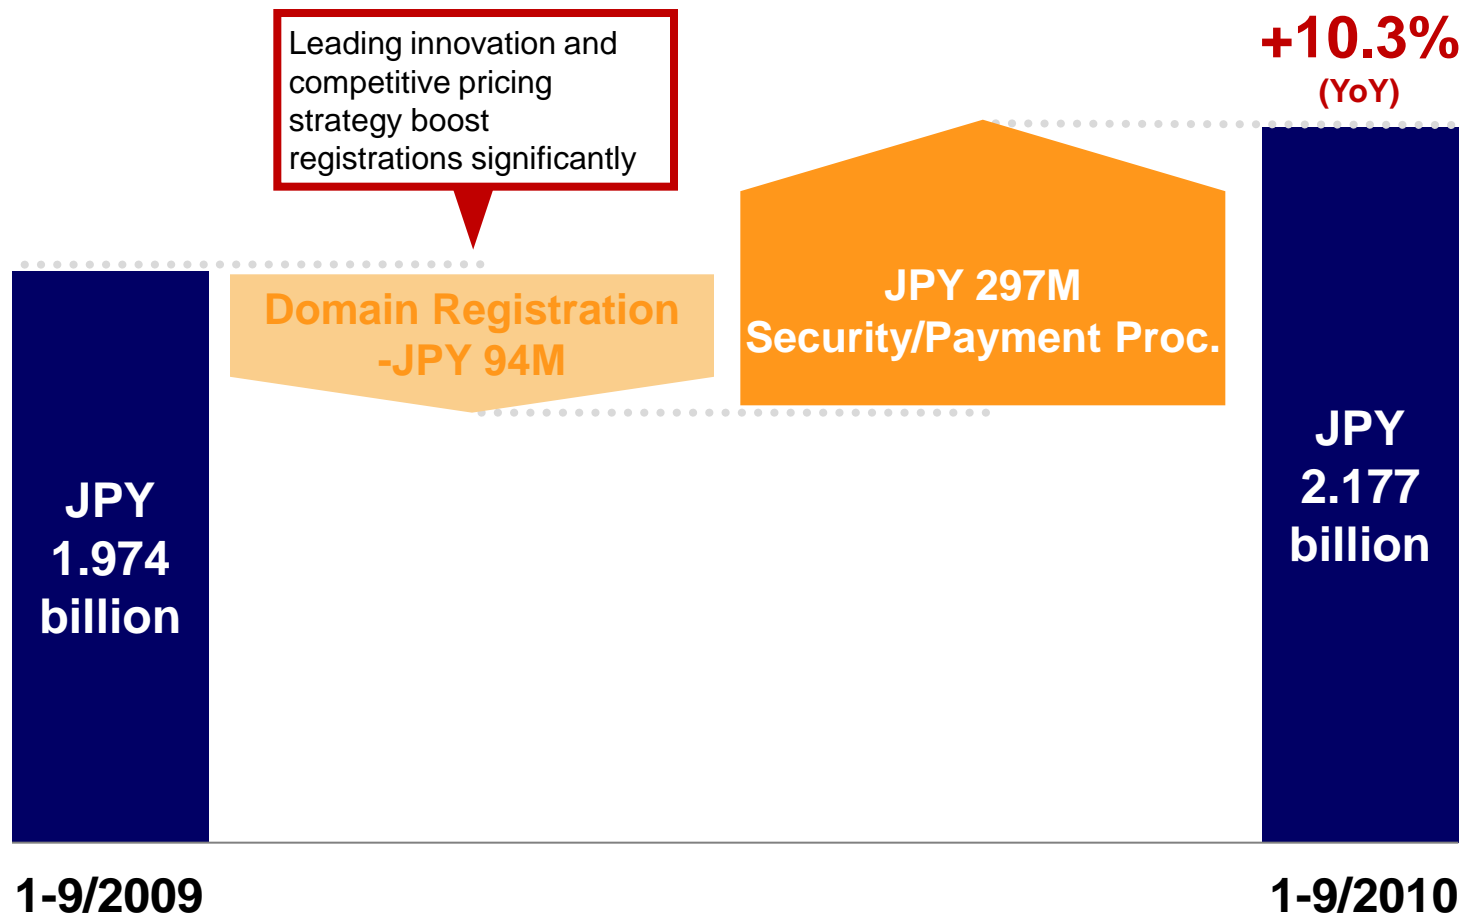 Leading innovation and
competitive pricing
strategy boost
registrations significantly
+10.3%
(YoY)
Domain Registration
-JPY 94M
JPY 297M
Security/Payment Proc.
JPY
1.974
billion
JPY
2.177
billion
1-9/2009
1-9/2010